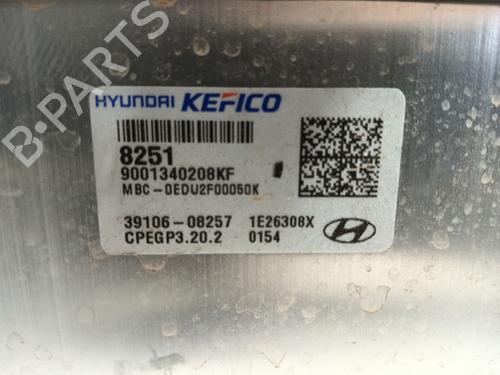 B-PARTS
HYUNDAI KEFICO
8251
9001340208KF
MBC-0EDU2F00050K
39106-08257 1E26308X
CPEGP3.20.2 0154